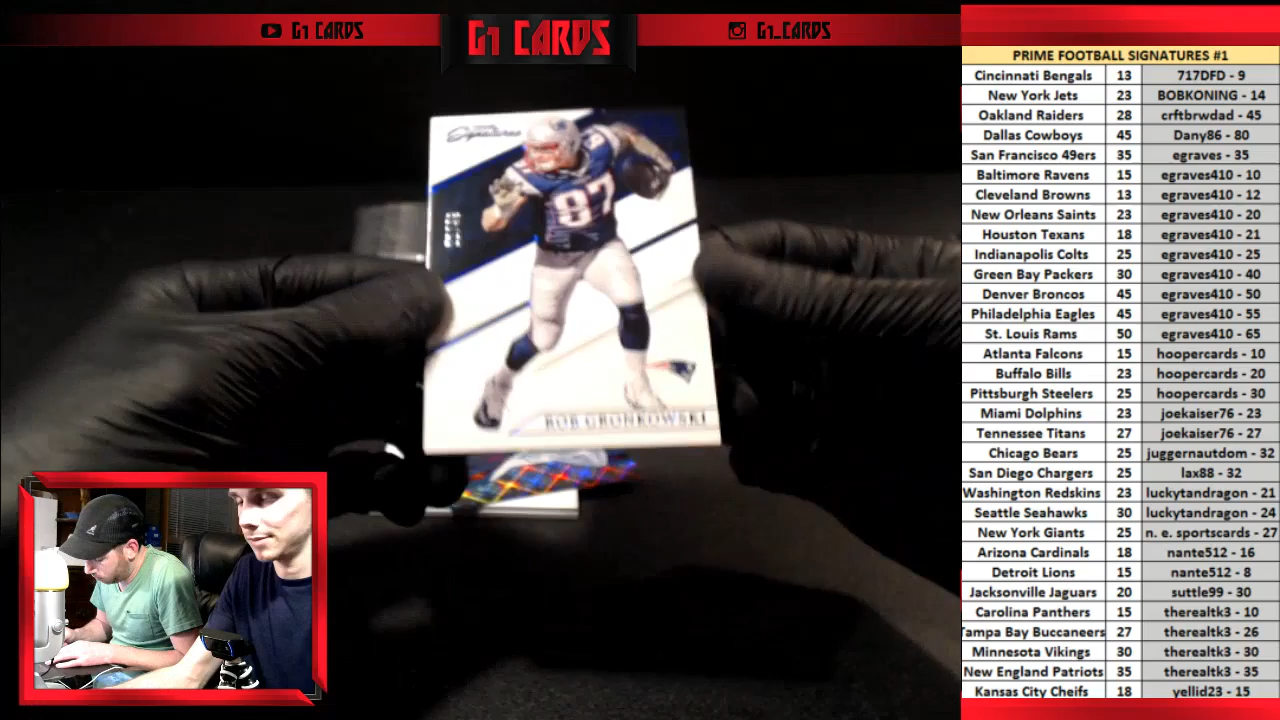 G1 CARDS
G1 CARDS
G1_CARDS
Signatures
87
87
ROB GRONKOWSKI
PRIME FOOTBALL SIGNATURES #1
Cincinnati Bengals 13 717DFD - 9
New York Jets 23 BOBKONING - 14
Oakland Raiders 28 crftbrwdad - 45
Dallas Cowboys 45 Dany86 - 80
San Francisco 49ers 35 egraves - 35
Baltimore Ravens 15 egraves410 - 10
Cleveland Browns 13 egraves410 - 12
New Orleans Saints 23 egraves410 - 20
Houston Texans 18 egraves410 - 21
Indianapolis Colts 25 egraves410 - 25
Green Bay Packers 30 egraves410 - 40
Denver Broncos 45 egraves410 - 50
Philadelphia Eagles 45 egraves410 - 55
St. Louis Rams 50 egraves410 - 65
Atlanta Falcons 15 hoopercards - 10
Buffalo Bills 23 hoopercards - 20
Pittsburgh Steelers 25 hoopercards - 30
Miami Dolphins 23 joekaiser76 - 23
Tennessee Titans 27 joekaiser76 - 27
Chicago Bears 25 juggernautdom - 32
San Diego Chargers 25 lax88 - 32
Washington Redskins 23 luckytandragon - 21
Seattle Seahawks 30 luckytandragon - 24
New York Giants 25 n. e. sportscards - 27
Arizona Cardinals 18 nante512 - 16
Detroit Lions 15 nante512 - 8
Jacksonville Jaguars 20 suttle99 - 30
Carolina Panthers 15 therealtk3 - 10
Tampa Bay Buccaneers 27 therealtk3 - 26
Minnesota Vikings 30 therealtk3 - 30
New England Patriots 35 therealtk3 - 35
Kansas City Cheifs 18 yellid23 - 15